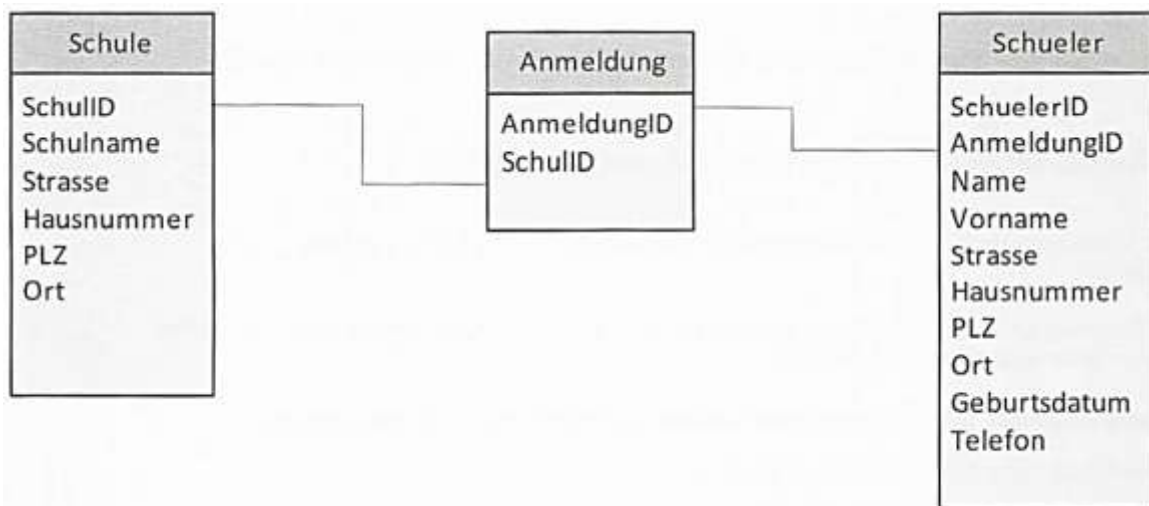 Schule
SchulID
Schulname
Strasse
Hausnummer
PLZ
Ort
Anmeldung
AnmeldungID
SchulID
Schueler
SchuelerID
AnmeldungID
Name
Vorname
Strasse
Hausnummer
PLZ
Ort
Geburtsdatum
Telefon